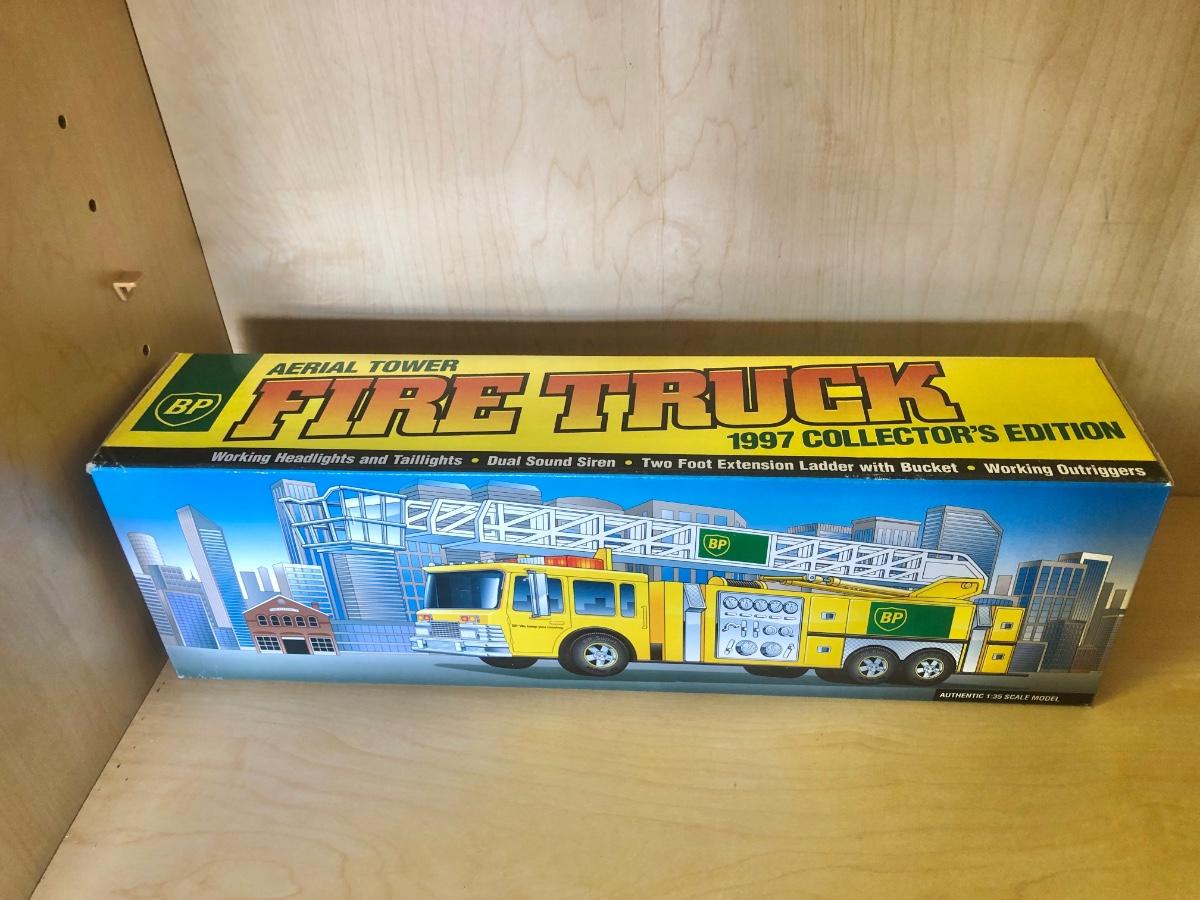 AERIAL TOWER
BP
FIRE TRUCK
1997 COLLECTOR'S EDITION
Working Headlights and Taillights • Dual Sound Siren • Two Foot Extension Ladder with Bucket • Working Outriggers
BP
BP
AUTHENTIC 1:35 SCALE MODEL